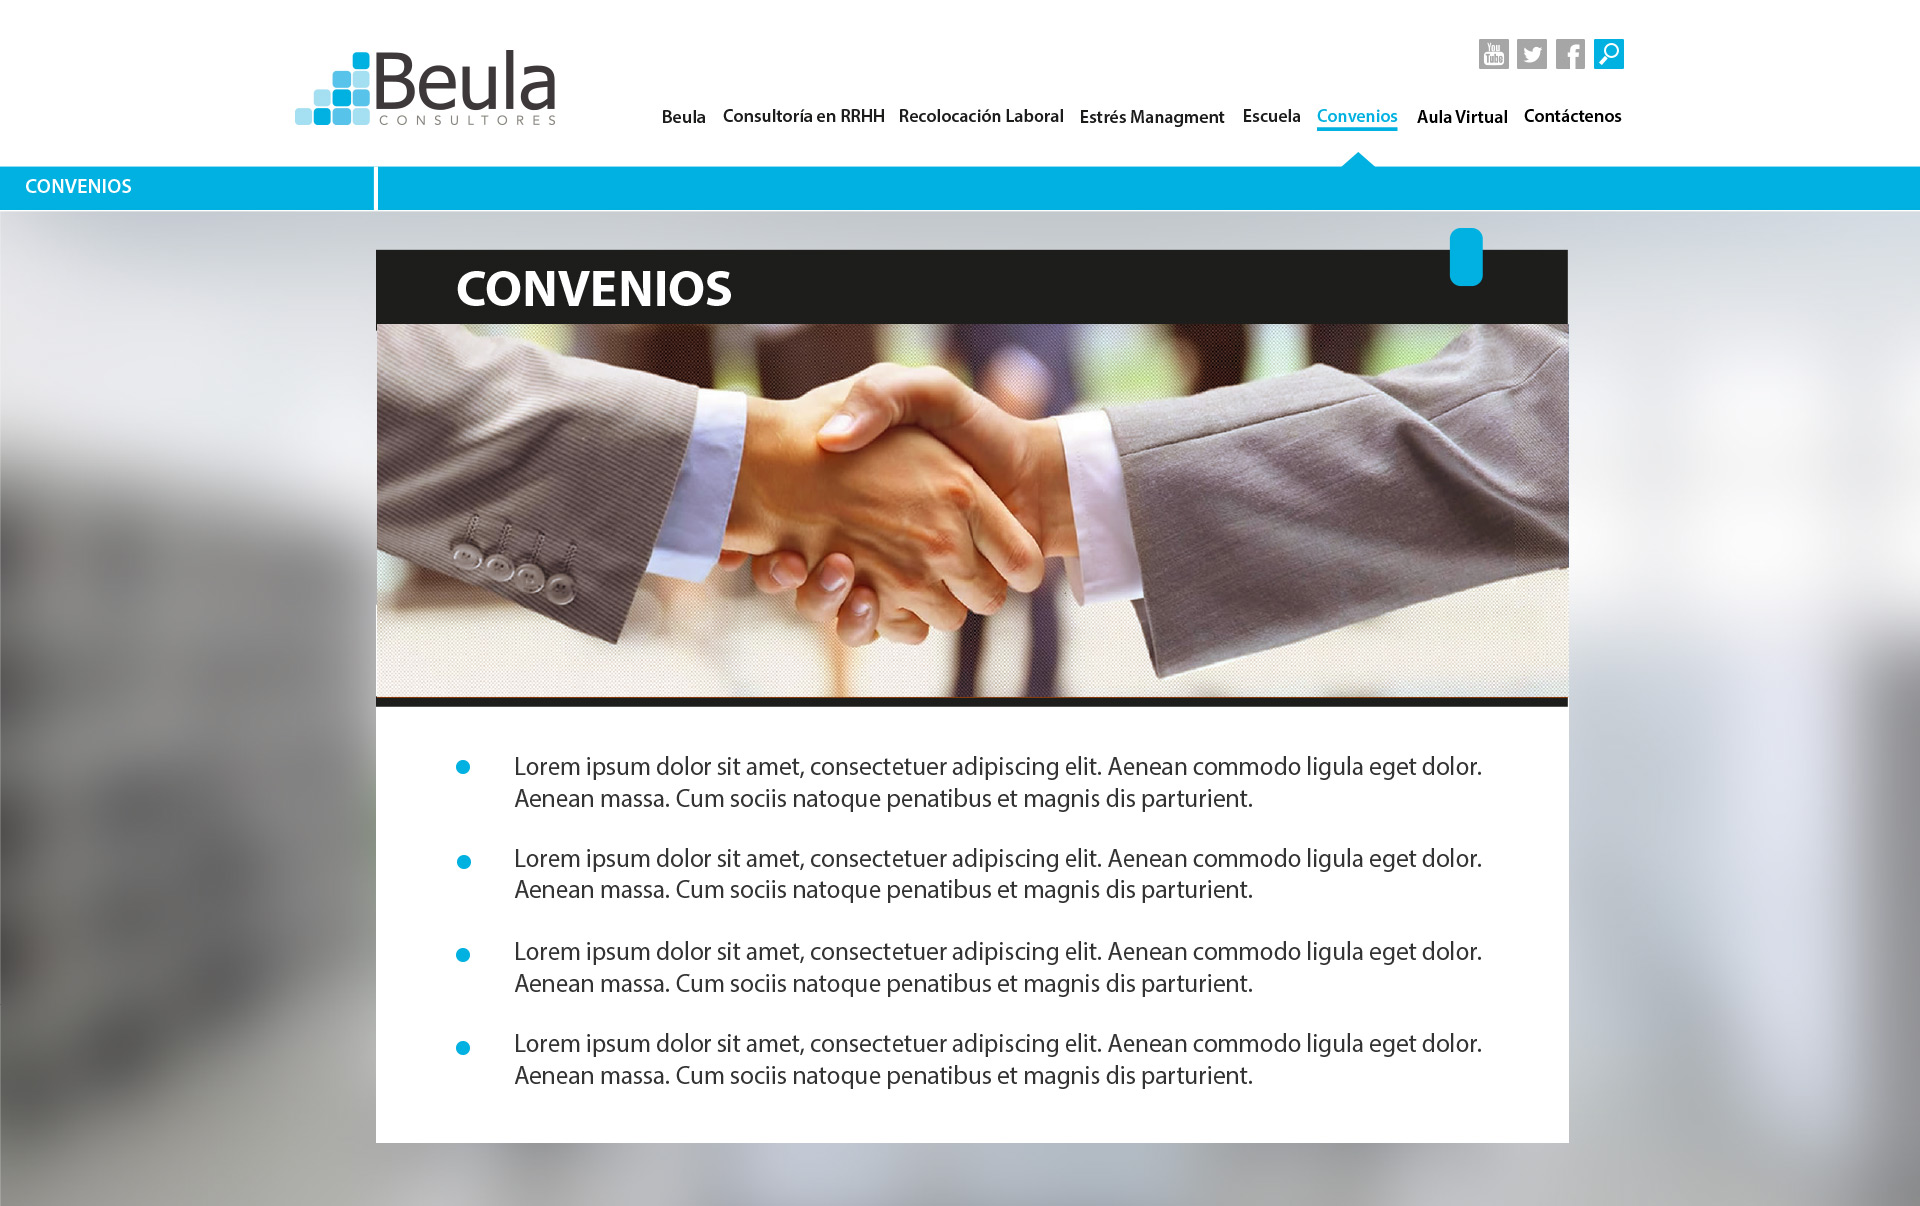 Beula
CONSULTORES
You
Tube
Beula Consultoría en RRHH Recolocación Laboral Estrés Managment Escuela Convenios Aula Virtual Contáctenos
CONVENIOS
CONVENIOS
Lorem ipsum dolor sit amet, consectetuer adipiscing elit. Aenean commodo ligula eget dolor.
Aenean massa. Cum sociis natoque penatibus et magnis dis parturient.
Lorem ipsum dolor sit amet, consectetuer adipiscing elit. Aenean commodo ligula eget dolor.
Aenean massa. Cum sociis natoque penatibus et magnis dis parturient.
Lorem ipsum dolor sit amet, consectetuer adipiscing elit. Aenean commodo ligula eget dolor.
Aenean massa. Cum sociis natoque penatibus et magnis dis parturient.
Lorem ipsum dolor sit amet, consectetuer adipiscing elit. Aenean commodo ligula eget dolor.
Aenean massa. Cum sociis natoque penatibus et magnis dis parturient.